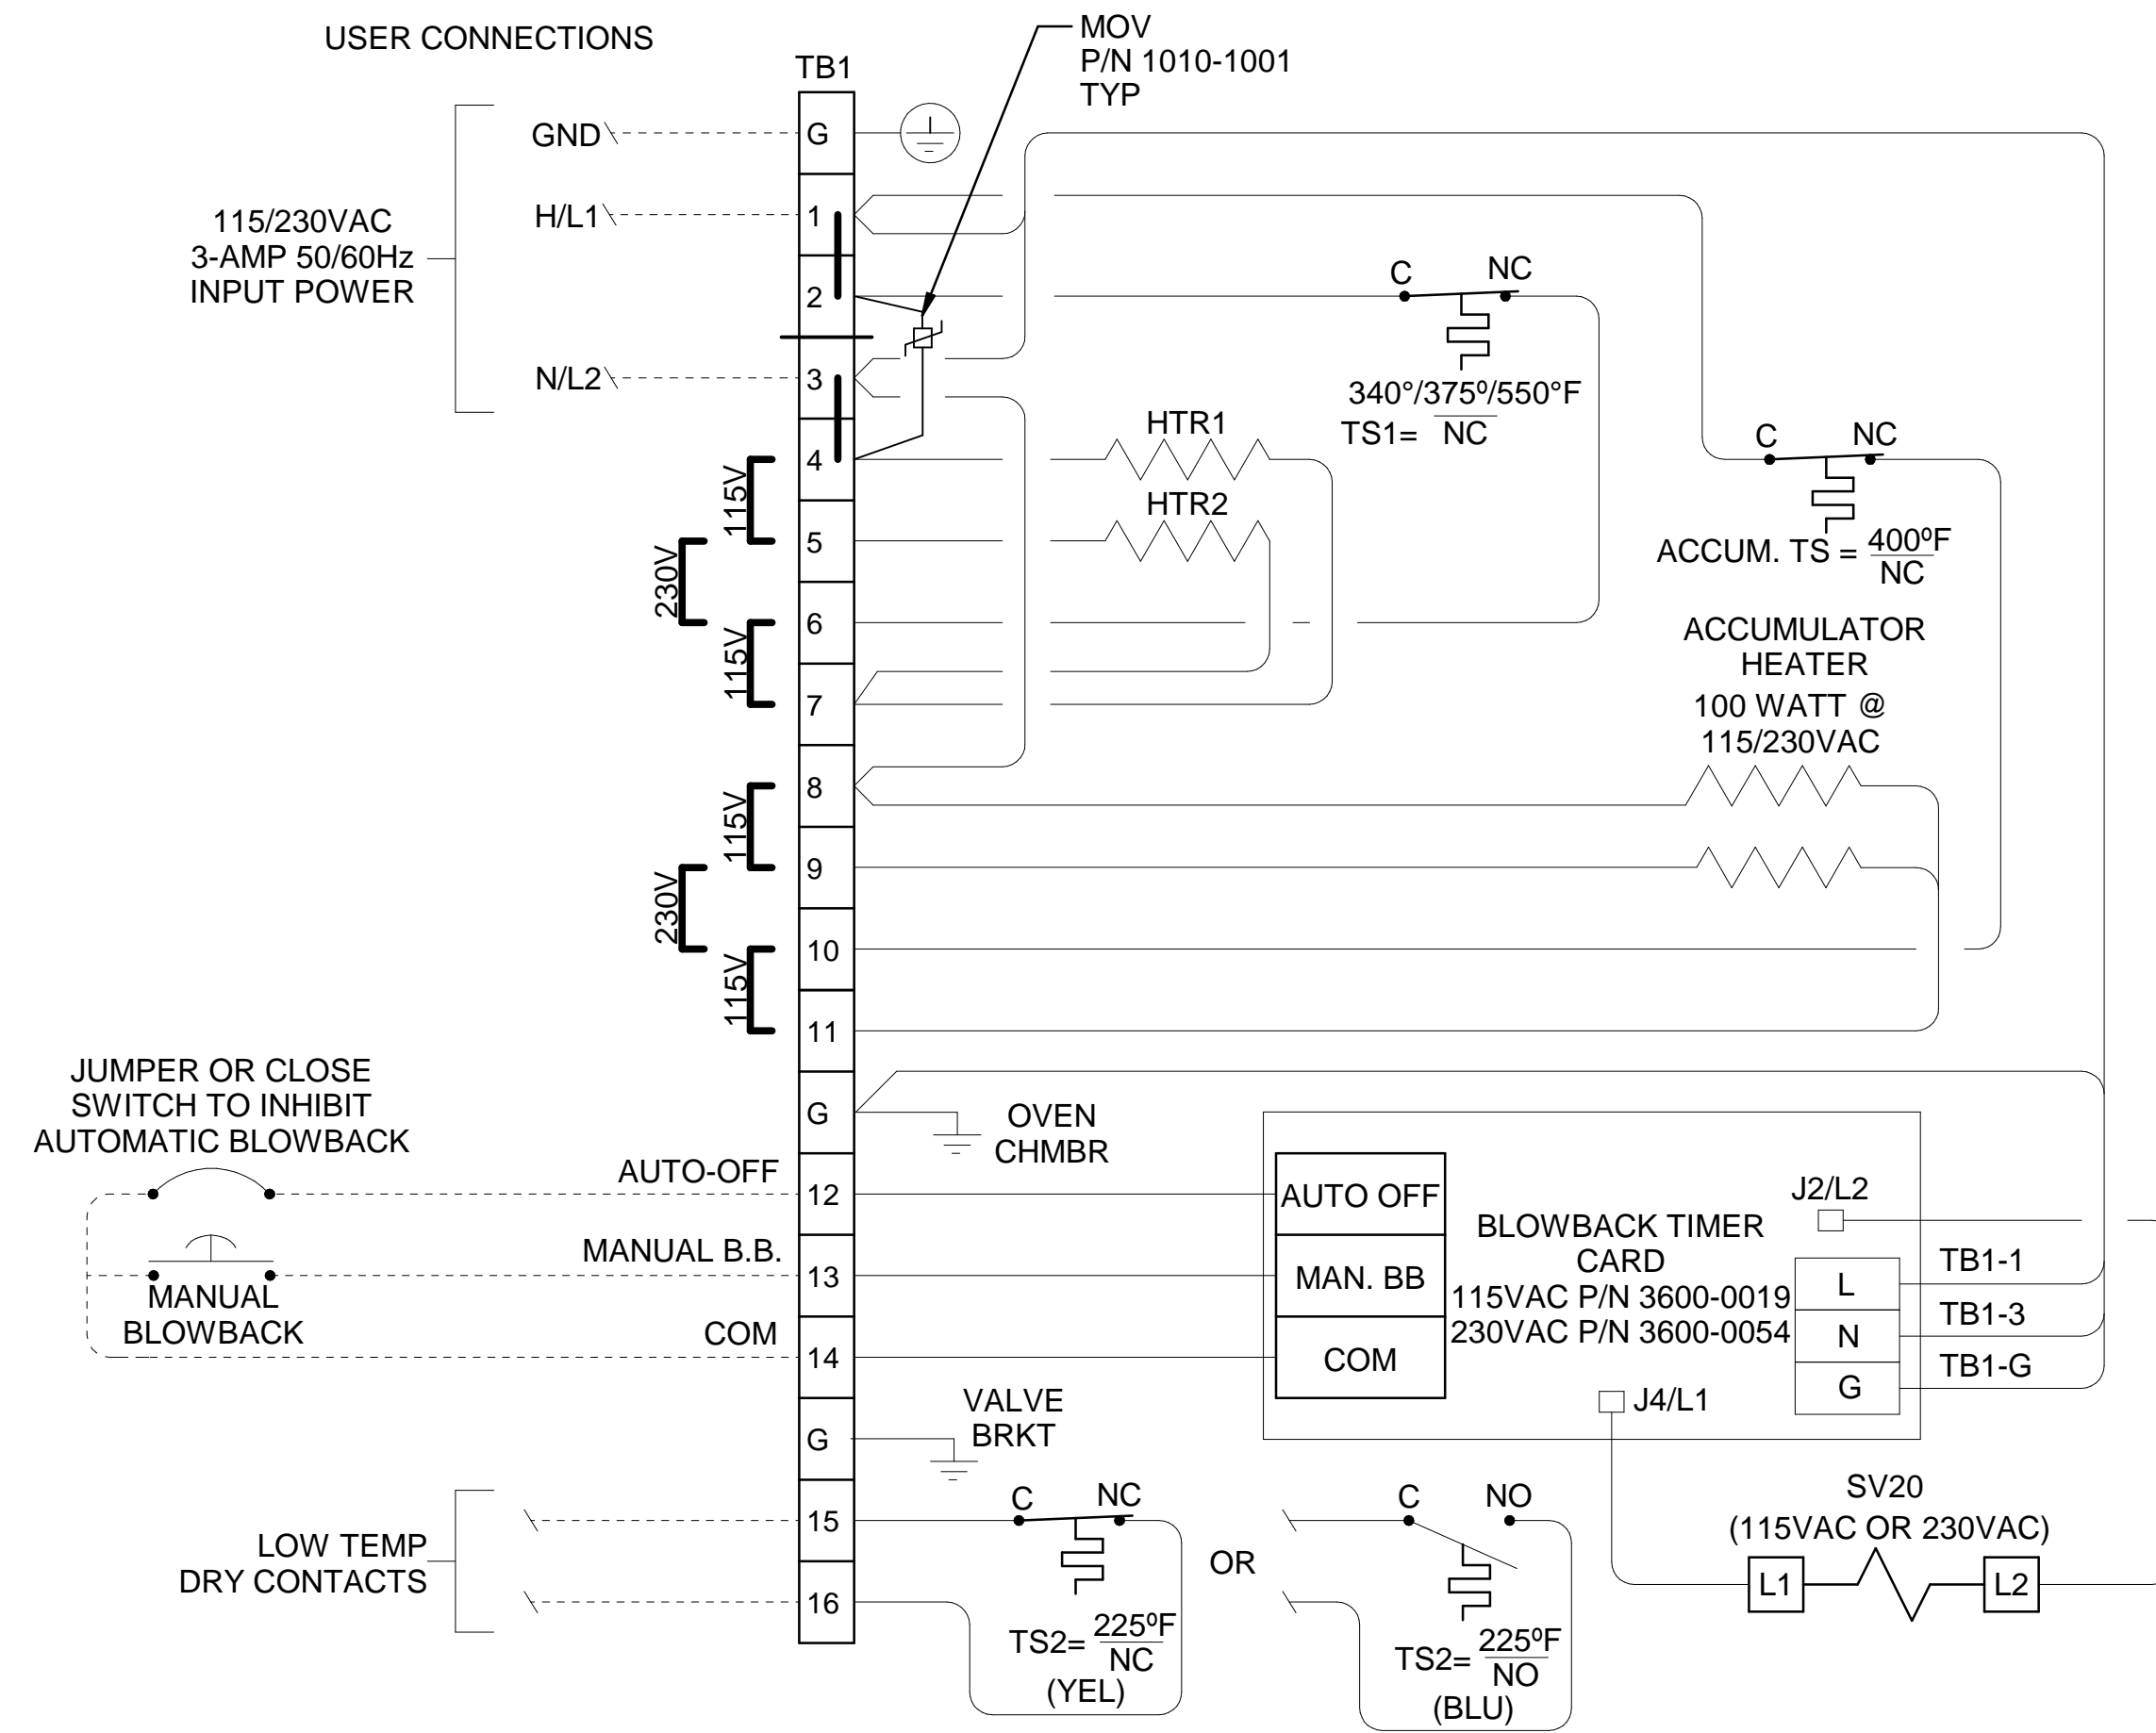 USER CONNECTIONS
MOV
P/N 1010-1001
TYP
TB1
GND
G
115/230VAC
3-AMP 50/60Hz
INPUT POWER
H/L1
1
2
N/L2
3
C
NC
340°/375º/550°F
TS1= NC
4
115V
5
230V
6
115V
7
HTR1
HTR2
C
NC
ACCUM. TS = 400ºF
NC
ACCUMULATOR
HEATER
100 WATT @
115/230VAC
8
115V
9
230V
10
115V
11
JUMPER OR CLOSE
SWITCH TO INHIBIT
AUTOMATIC BLOWBACK
G
OVEN
CHMBR
AUTO-OFF
12
AUTO OFF
MANUAL B.B.
13
MAN. BB
MANUAL
BLOWBACK
COM
14
COM
BLOWBACK TIMER
CARD
115VAC P/N 3600-0019
230VAC P/N 3600-0054
J2/L2
L
TB1-1
N
TB1-3
G
TB1-G
J4/L1
G
VALVE
BRKT
LOW TEMP
DRY CONTACTS
15
16
C
NC
TS2= 225ºF
NC
(YEL)
OR
C
NO
TS2= 225ºF
NO
(BLU)
SV20
(115VAC OR 230VAC)
L1
L2